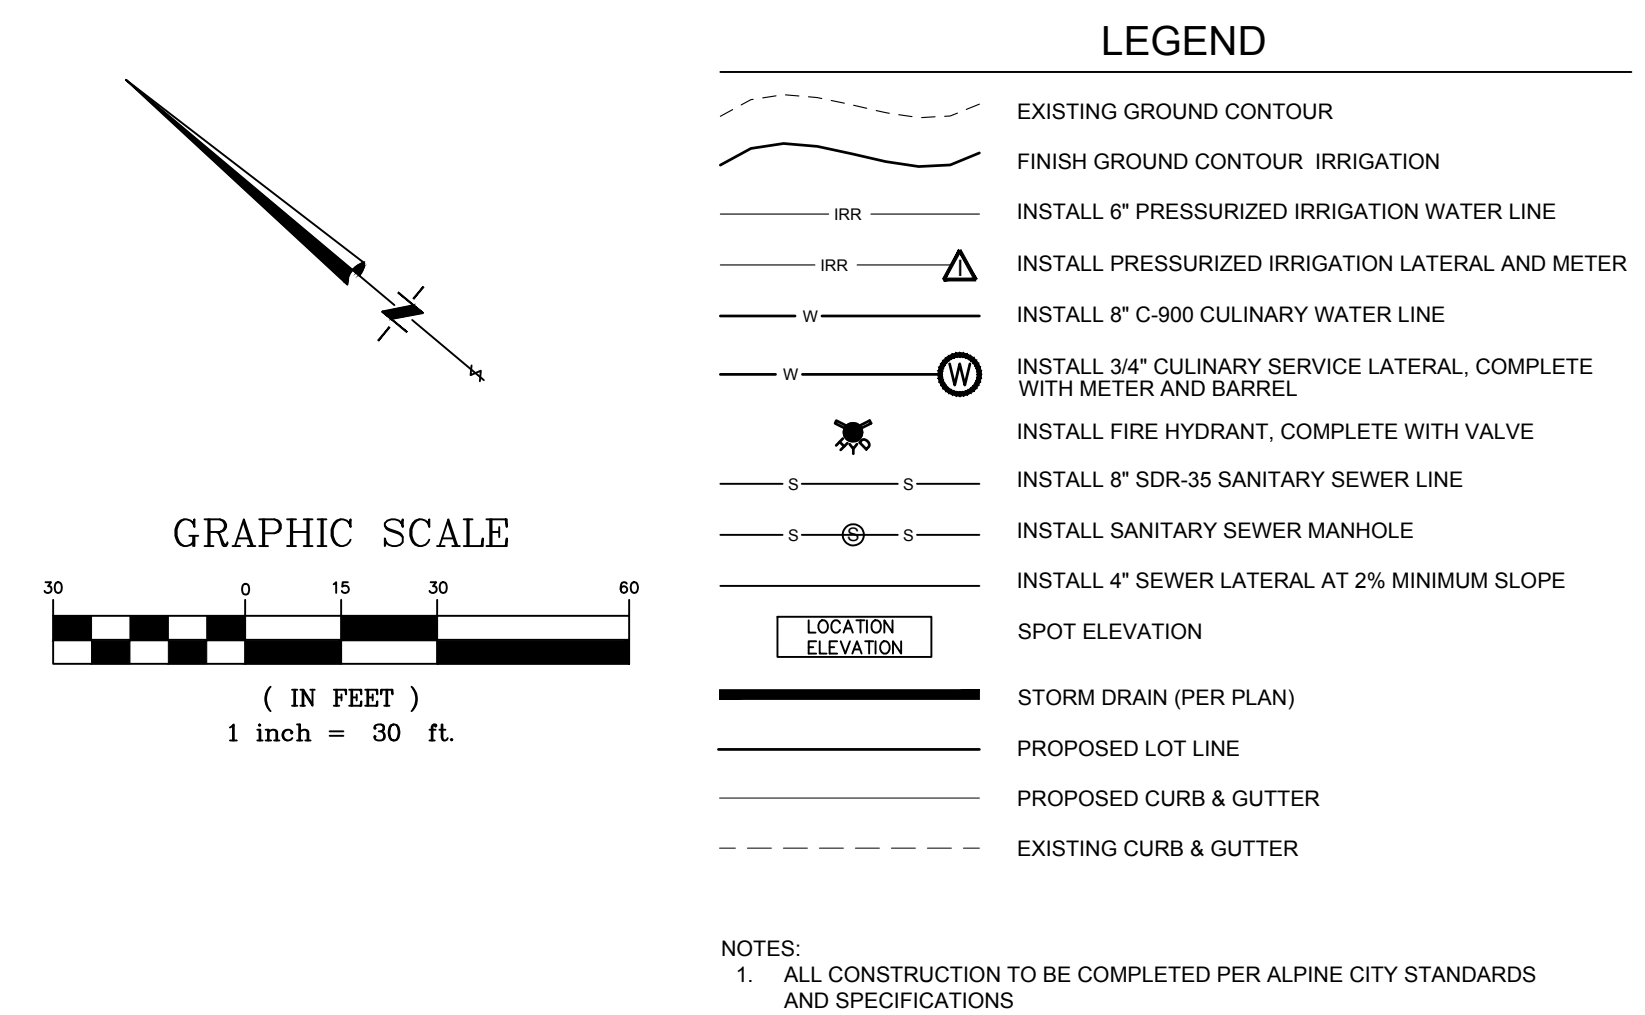 LEGEND
EXISTING GROUND CONTOUR
FINISH GROUND CONTOUR IRRIGATION
IRR
INSTALL 6" PRESSURIZED IRRIGATION WATER LINE
IRR
I
INSTALL PRESSURIZED IRRIGATION LATERAL AND METER
W
INSTALL 8" C-900 CULINARY WATER LINE
W
W
INSTALL 3/4" CULINARY SERVICE LATERAL, COMPLETE
WITH METER AND BARREL
HYD
INSTALL FIRE HYDRANT, COMPLETE WITH VALVE
S S
INSTALL 8" SDR-35 SANITARY SEWER LINE
S S S
INSTALL SANITARY SEWER MANHOLE
INSTALL 4" SEWER LATERAL AT 2% MINIMUM SLOPE
LOCATION
ELEVATION
SPOT ELEVATION
STORM DRAIN (PER PLAN)
PROPOSED LOT LINE
PROPOSED CURB & GUTTER
EXISTING CURB & GUTTER
NOTES:
1. ALL CONSTRUCTION TO BE COMPLETED PER ALPINE CITY STANDARDS
AND SPECIFICATIONS
N
GRAPHIC SCALE
30 0 15 30 60
( IN FEET )
1 inch = 30 ft.